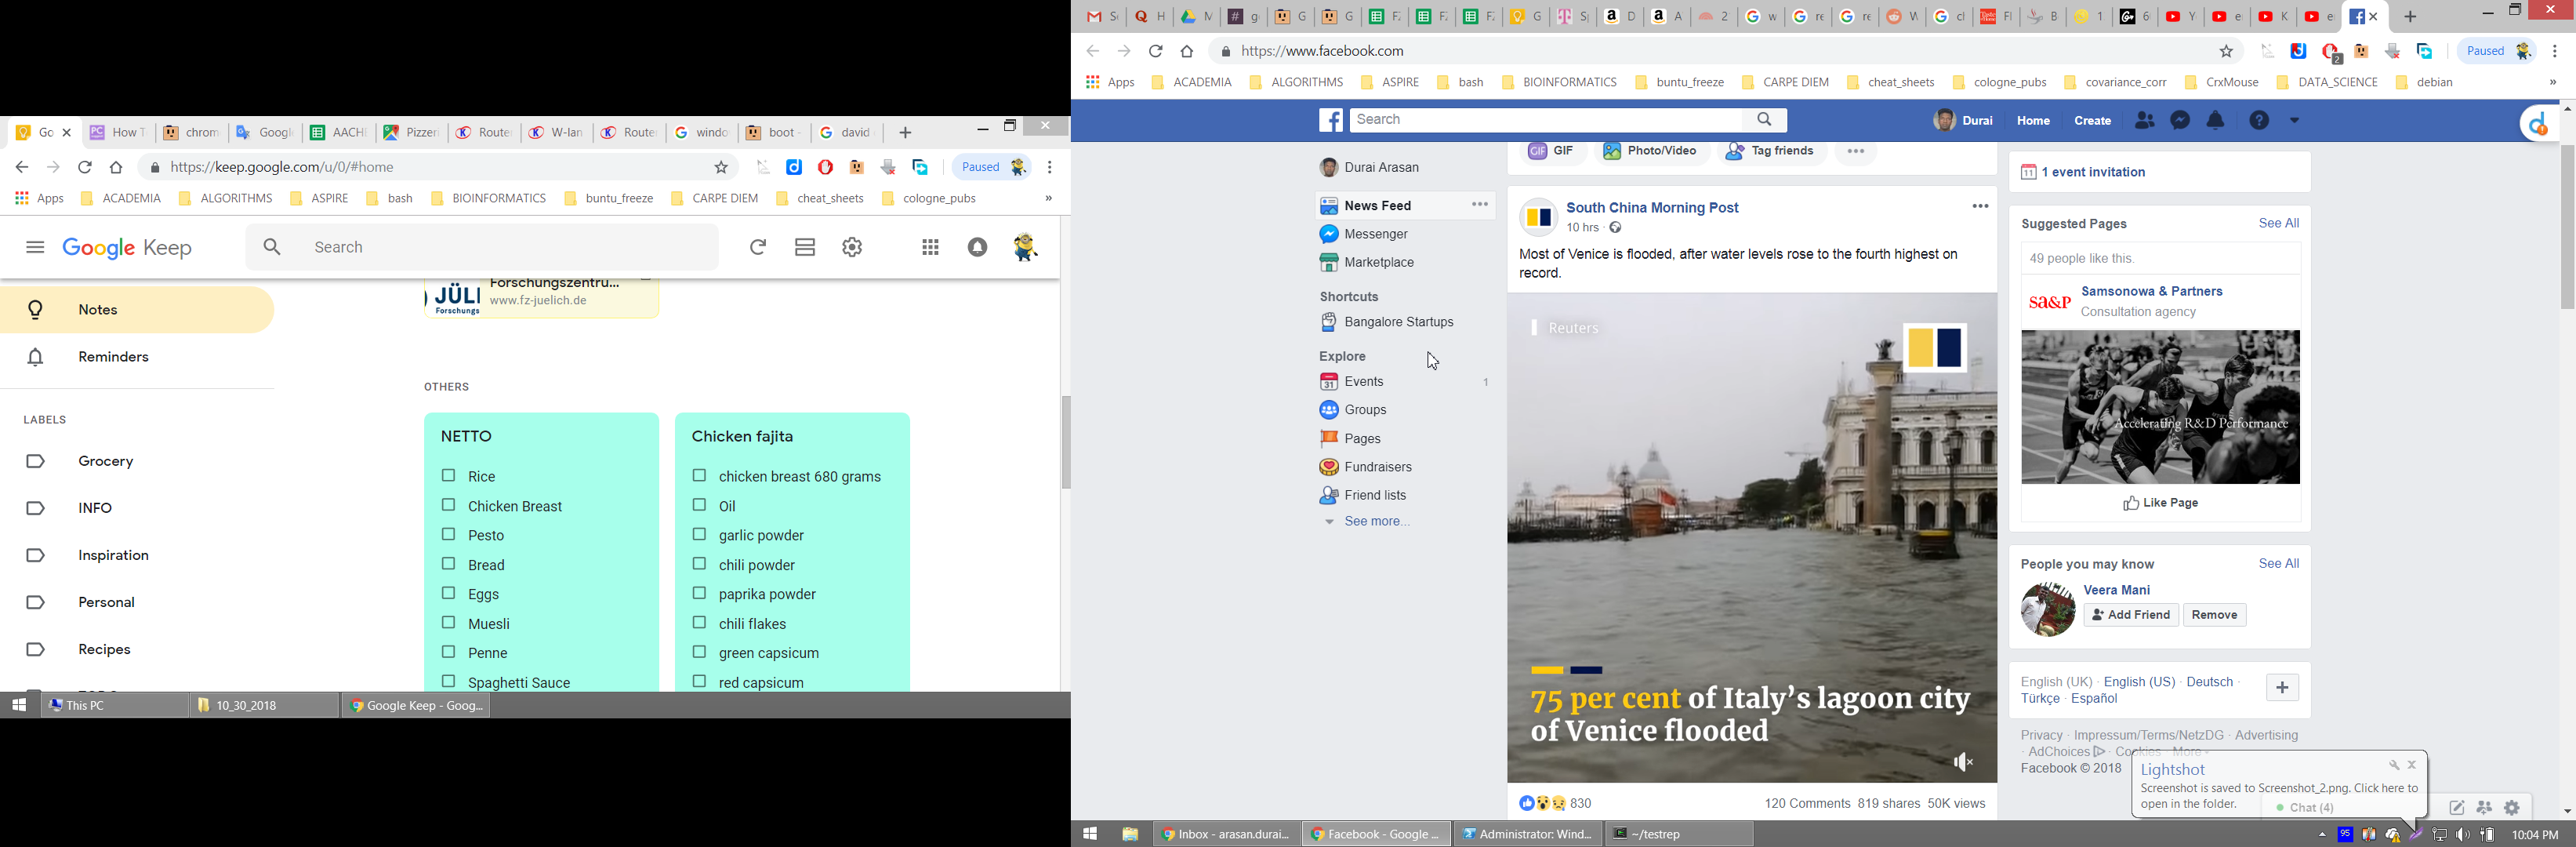 Go
How T
chrom
Googl
AACHE
Pizzeri
Route
W-lan
Route
windo
boot -
david
https://keep.google.com/u/0/#home
Paused
Apps
ACADEMIA
ALGORITHMS
ASPIRE
bash
BIOINFORMATICS
buntu_freeze
CARPE DIEM
cheat_sheets
cologne_pubs
»
Google Keep
Search
Notes
Reminders
LABELS
Grocery
INFO
Inspiration
Personal
Recipes
JÜLI
Forschungs
Forschungszentru...
www.fz-juelich.de
OTHERS
NETTO
Rice
Chicken Breast
Pesto
Bread
Eggs
Muesli
Penne
Spaghetti Sauce
Chicken fajita
chicken breast 680 grams
Oil
garlic powder
chili powder
paprika powder
chili flakes
green capsicum
red capsicum
This PC
10_30_2018
Google Keep - Goog...
https://www.facebook.com
2
Paused
Apps
ACADEMIA
ALGORITHMS
ASPIRE
bash
BIOINFORMATICS
buntu_freeze
CARPE DIEM
cheat_sheets
cologne_pubs
covariance_corr
CrxMouse
DATA_SCIENCE
debian
»
Search
Durai
Home
Create
Durai Arasan
News Feed
Messenger
Marketplace
Shortcuts
Bangalore Startups
Explore
31
Events
1
Groups
Pages
Fundraisers
Friend lists
See more...
GIF
GIF
Photo/Video
Tag friends
South China Morning Post
10 hrs ·
Most of Venice is flooded, after water levels rose to the fourth highest on
record.
Reuters
75 per cent of Italy's lagoon city
of Venice flooded
830
120 Comments 819 shares 50K views
11
1 event invitation
Suggested Pages
See All
49 people like this.
sa&P
Samsonowa & Partners
Consultation agency
Accelerating R&D Performance
Like Page
People you may know
See All
Veera Mani
Add Friend
Remove
English (UK) · English (US) · Deutsch ·
Türkçe · Español
Privacy · Impressum/Terms/NetzDG · Advertising
· AdChoices · Cookies · More
Facebook © 2018
Lightshot
Screenshot is saved to Screenshot_2.png. Click here to
open in the folder.
Chat (4)
Inbox - arasan.durai...
Facebook - Google ...
Administrator: Wind...
~/testrep
95
10:04 PM